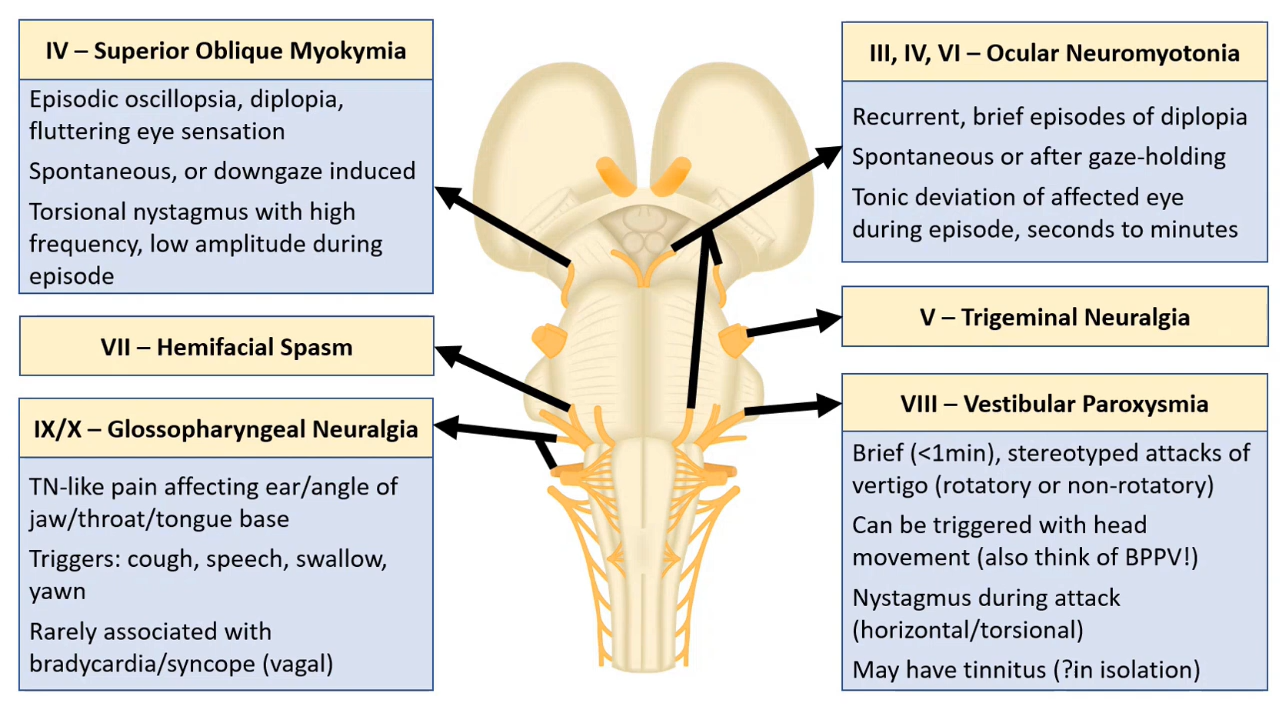 IV – Superior Oblique Myokymia
Episodic oscillopsia, diplopia,
fluttering eye sensation
Spontaneous, or downgaze induced
Torsional nystagmus with high
frequency, low amplitude during
episode
VII – Hemifacial Spasm
IX/X – Glossopharyngeal Neuralgia
TN-like pain affecting ear/angle of
jaw/throat/tongue base
Triggers: cough, speech, swallow,
yawn
Rarely associated with
bradycardia/syncope (vagal)
III, IV, VI – Ocular Neuromyotonia
Recurrent, brief episodes of diplopia
Spontaneous or after gaze-holding
Tonic deviation of affected eye
during episode, seconds to minutes
V – Trigeminal Neuralgia
VIII – Vestibular Paroxysmia
Brief (<1min), stereotyped attacks of
vertigo (rotatory or non-rotatory)
Can be triggered with head
movement (also think of BPPV!)
Nystagmus during attack
(horizontal/torsional)
May have tinnitus (?in isolation)